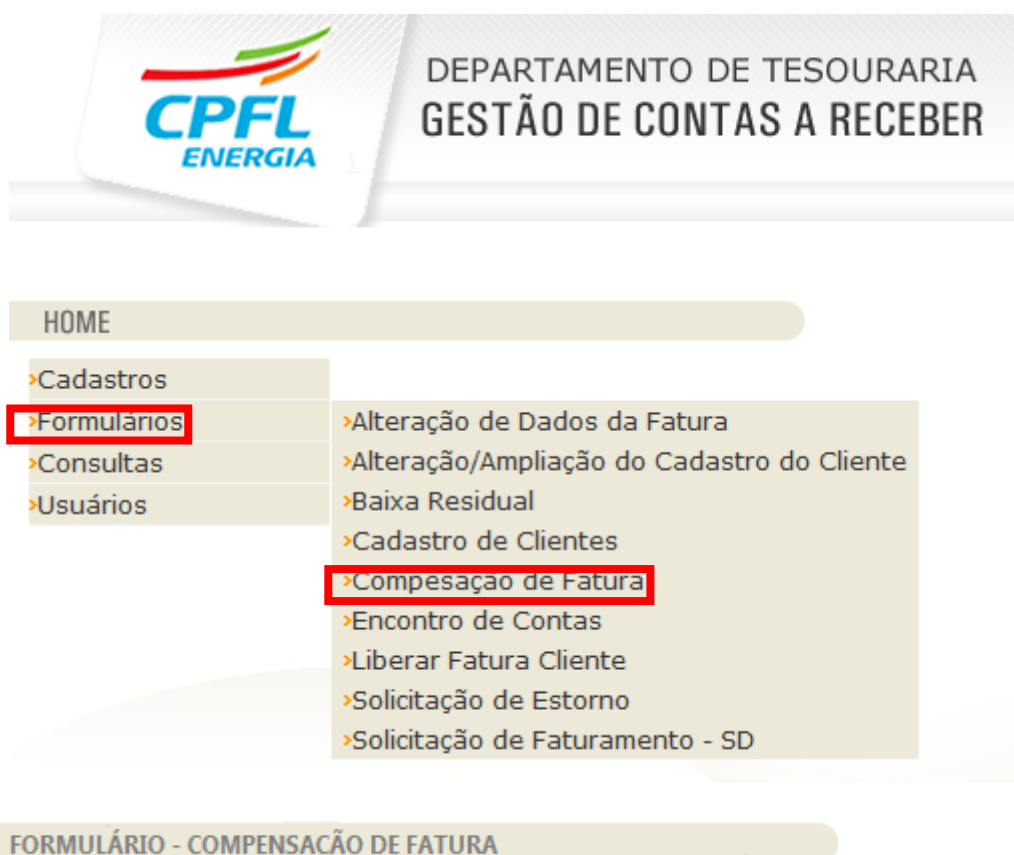 CPFL
ENERGIA
DEPARTAMENTO DE TESOURARIA
GESTÃO DE CONTAS A RECEBER
HOME
›Cadastros
›Formulários
›Consultas
›Usuários
›Alteração de Dados da Fatura
›Alteração/Ampliação do Cadastro do Cliente
›Baixa Residual
›Cadastro de Clientes
›Compesação de Fatura
›Encontro de Contas
›Liberar Fatura Cliente
›Solicitação de Estorno
›Solicitação de Faturamento - SD
FORMULÁRIO - COMPENSACÃO DE FATURA